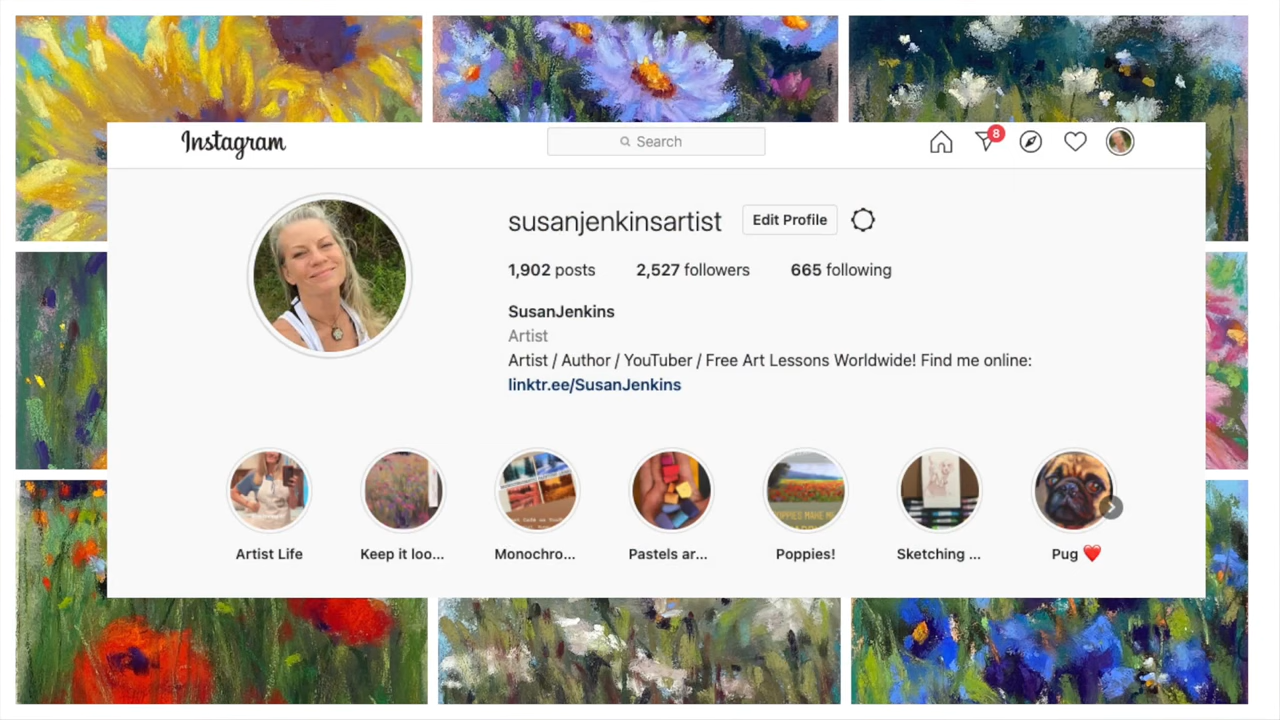 Instagram
Search
8
susanjenkinsartist Edit Profile
1,902 posts 2,527 followers 665 following
SusanJenkins
Artist
Artist / Author / YouTuber / Free Art Lessons Worldwide! Find me online:
linktr.ee/SusanJenkins
Artist Life Keep it loo... Monochro... Pastels ar... Poppies! Sketching ... Pug ❤️